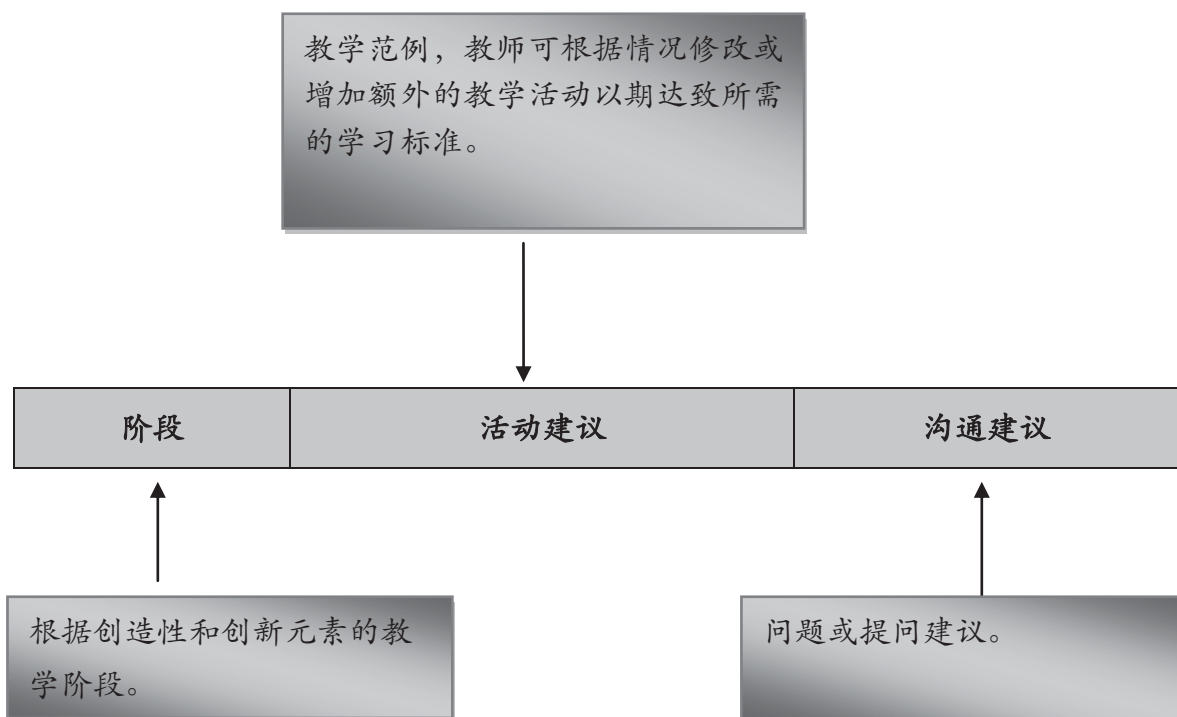 教学范例，教师可根据情况修改或
增加额外的教学活动以期达致所需
的学习标准。
阶段
活动建议
沟通建议
根据创造性和创新元素的教
学阶段。
问题或提问建议。